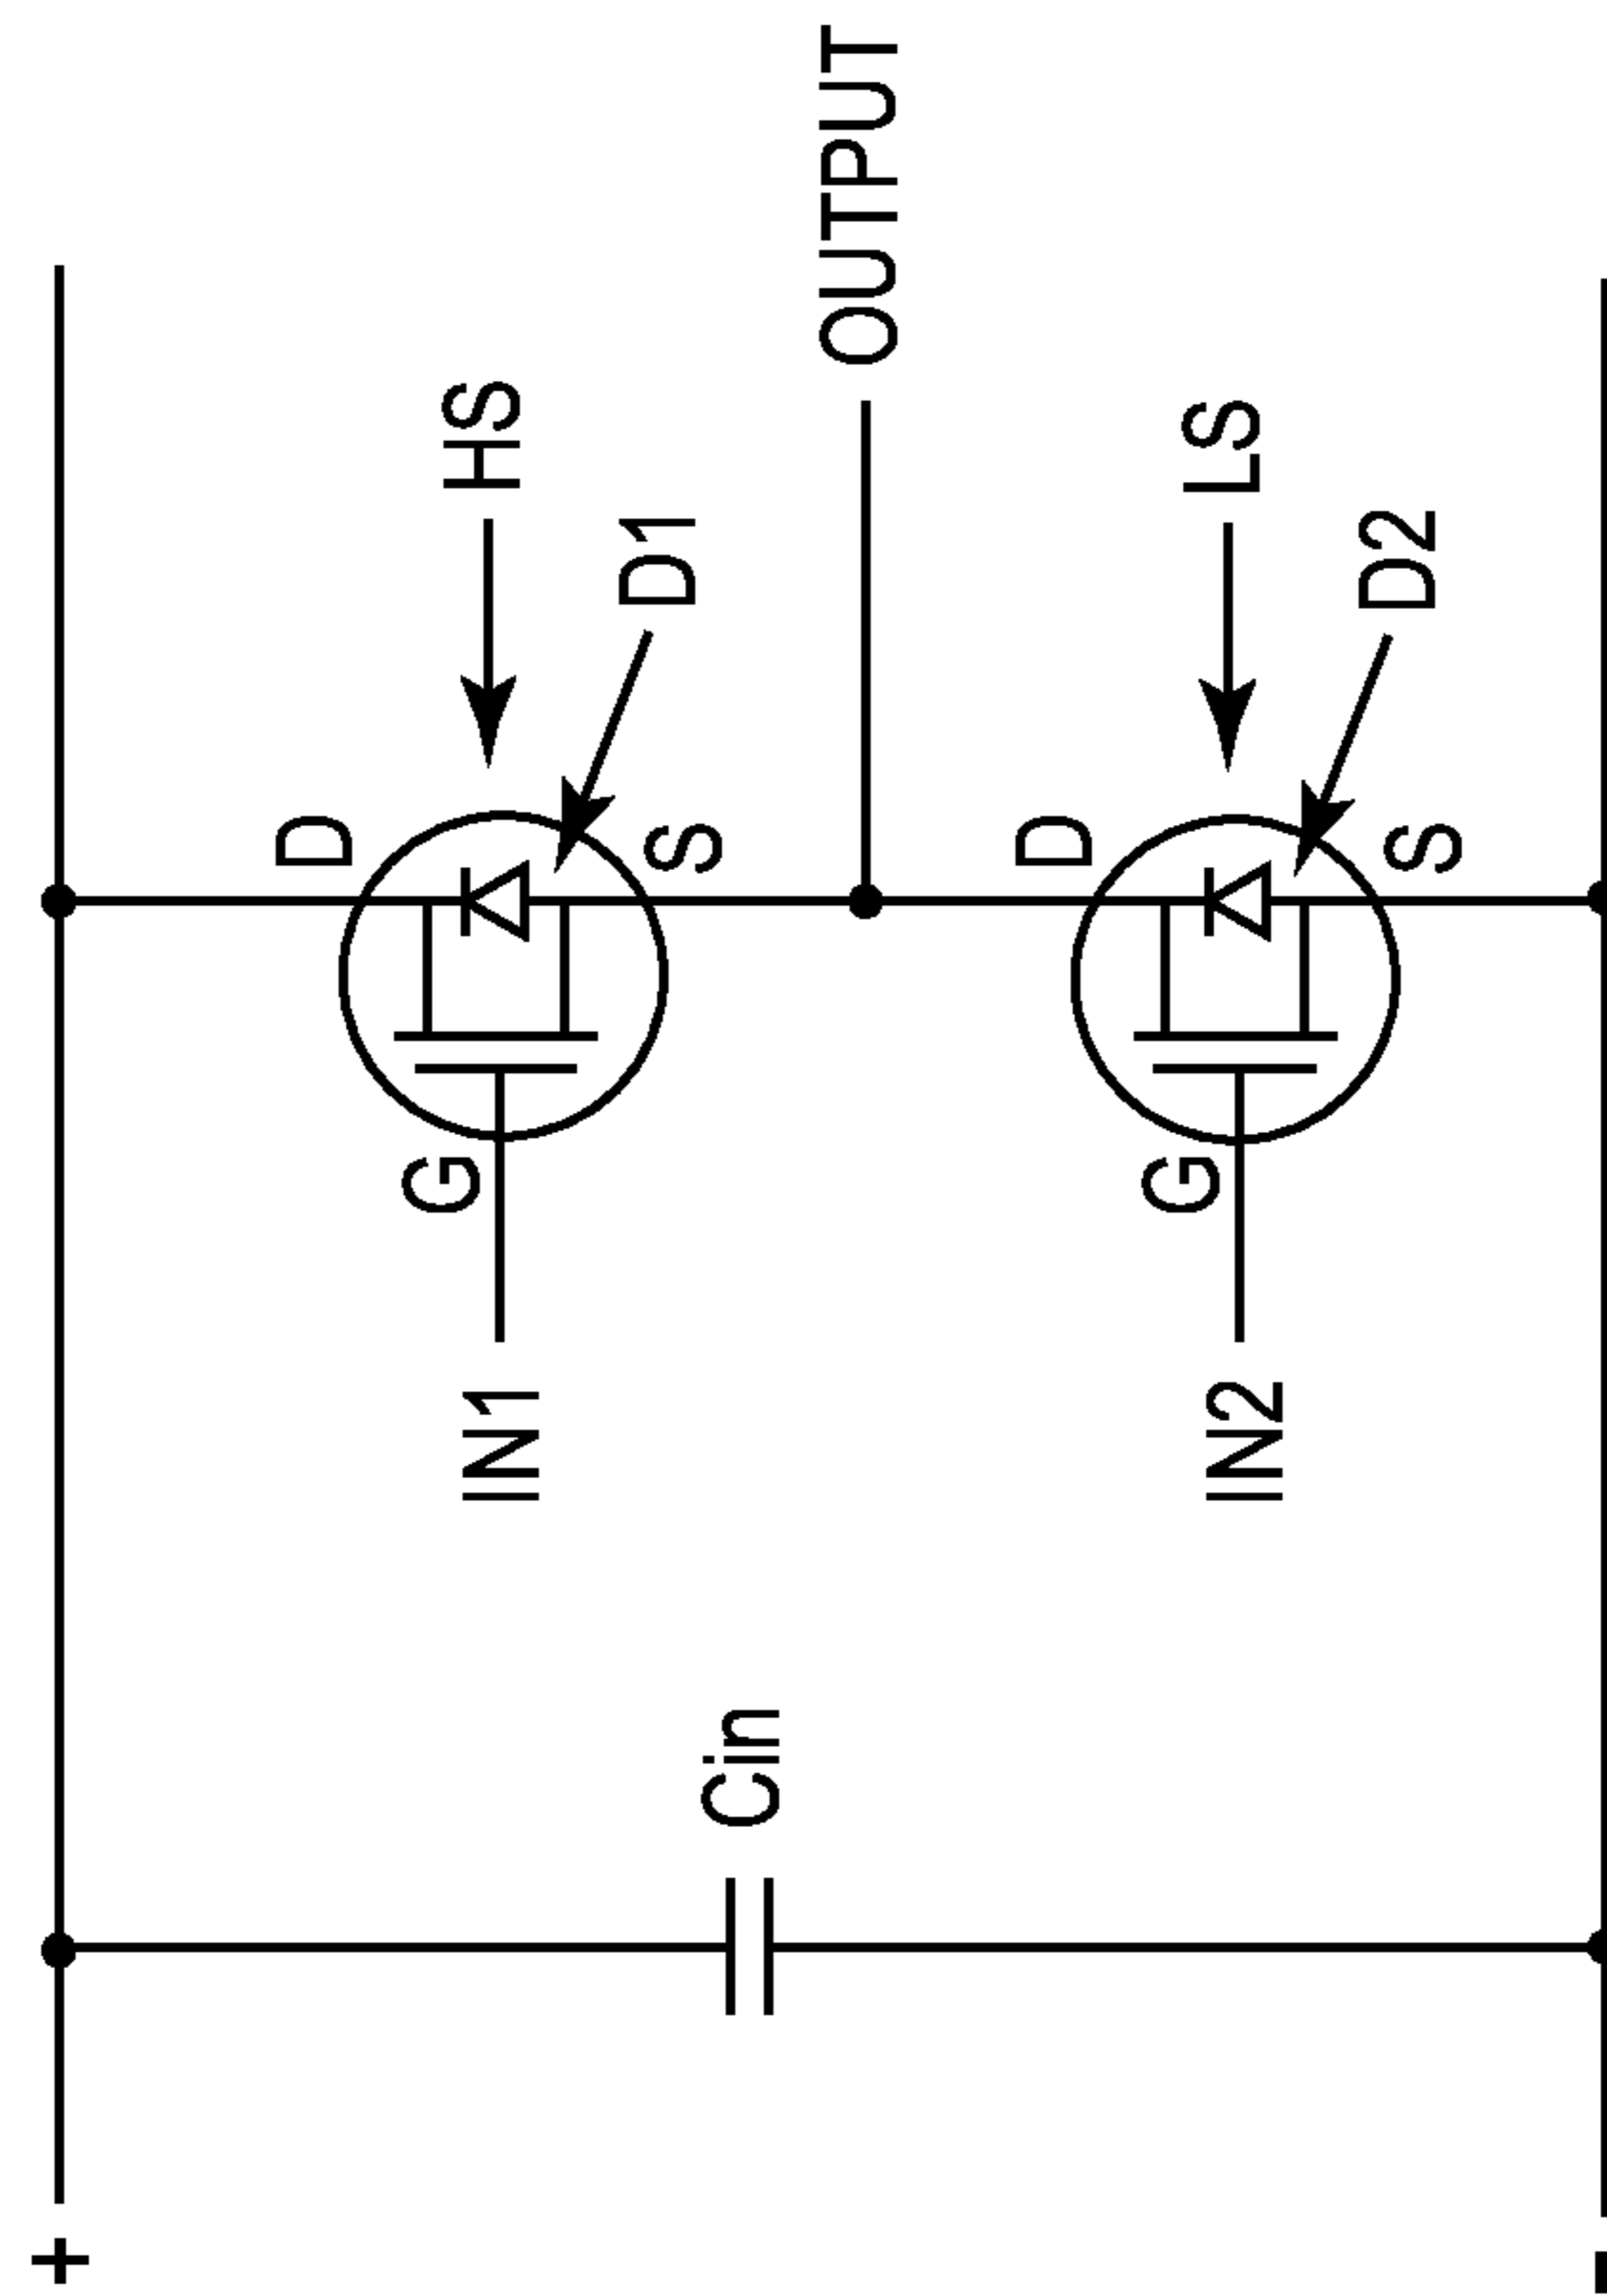 +
D
HS
G
IN1
D1
S
Cin
OUTPUT
D
LS
G
IN2
D2
S
-